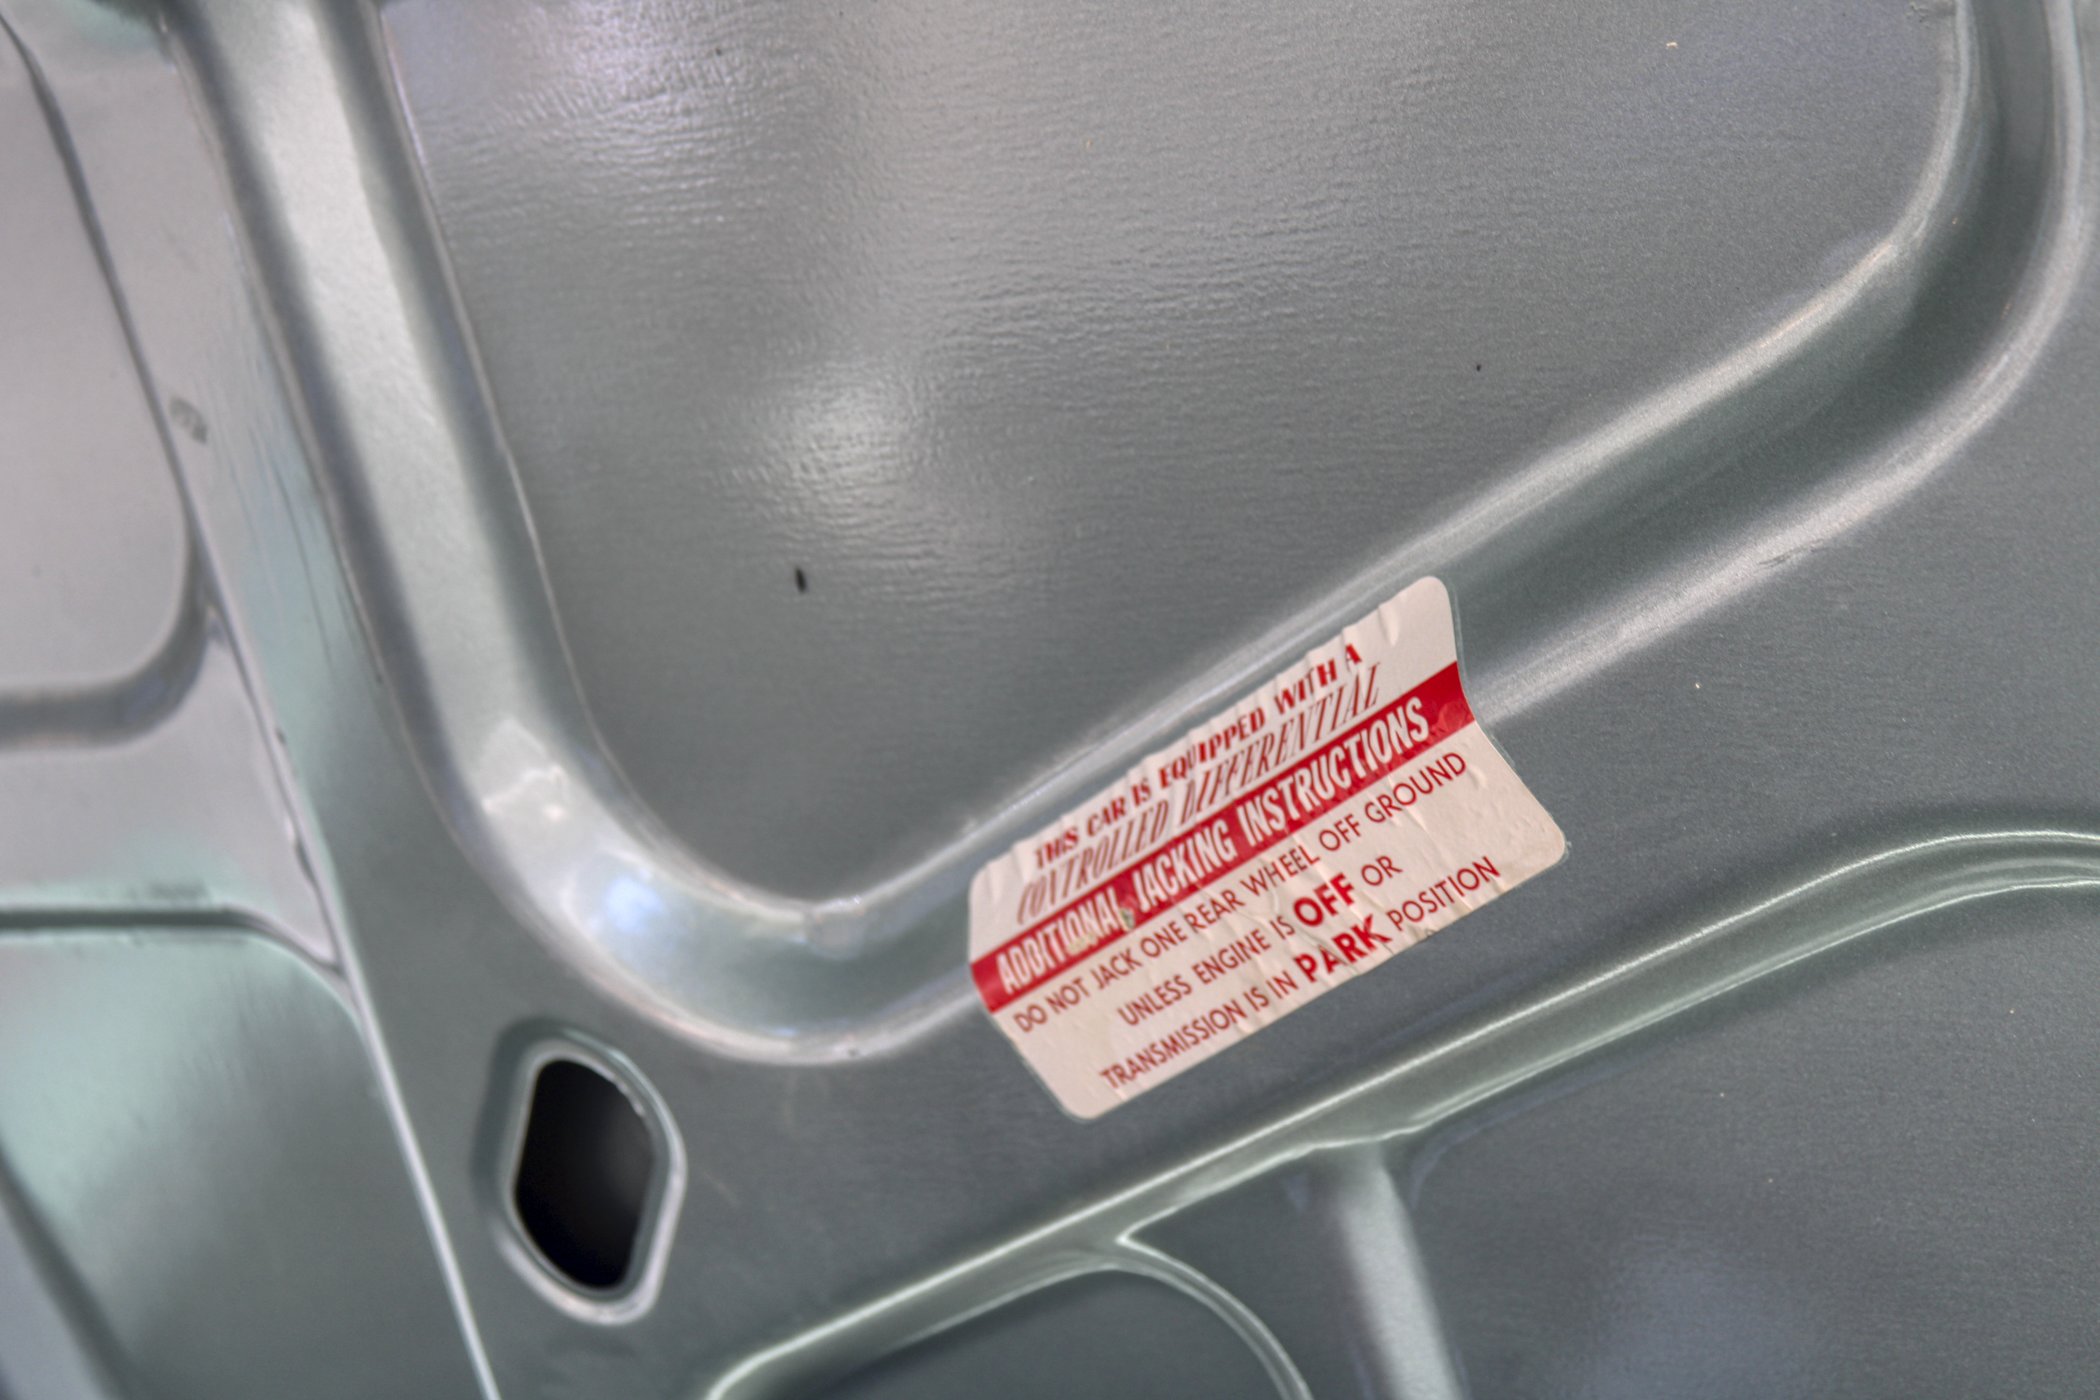 THIS CAR IS EQUIPPED WITH A
CONTROLLED DIFFERENTIAL
ADDITIONAL JACKING INSTRUCTIONS
DO NOT JACK ONE REAR WHEEL OFF GROUND
UNLESS ENGINE IS OFF OR
TRANSMISSION IS IN PARK POSITION